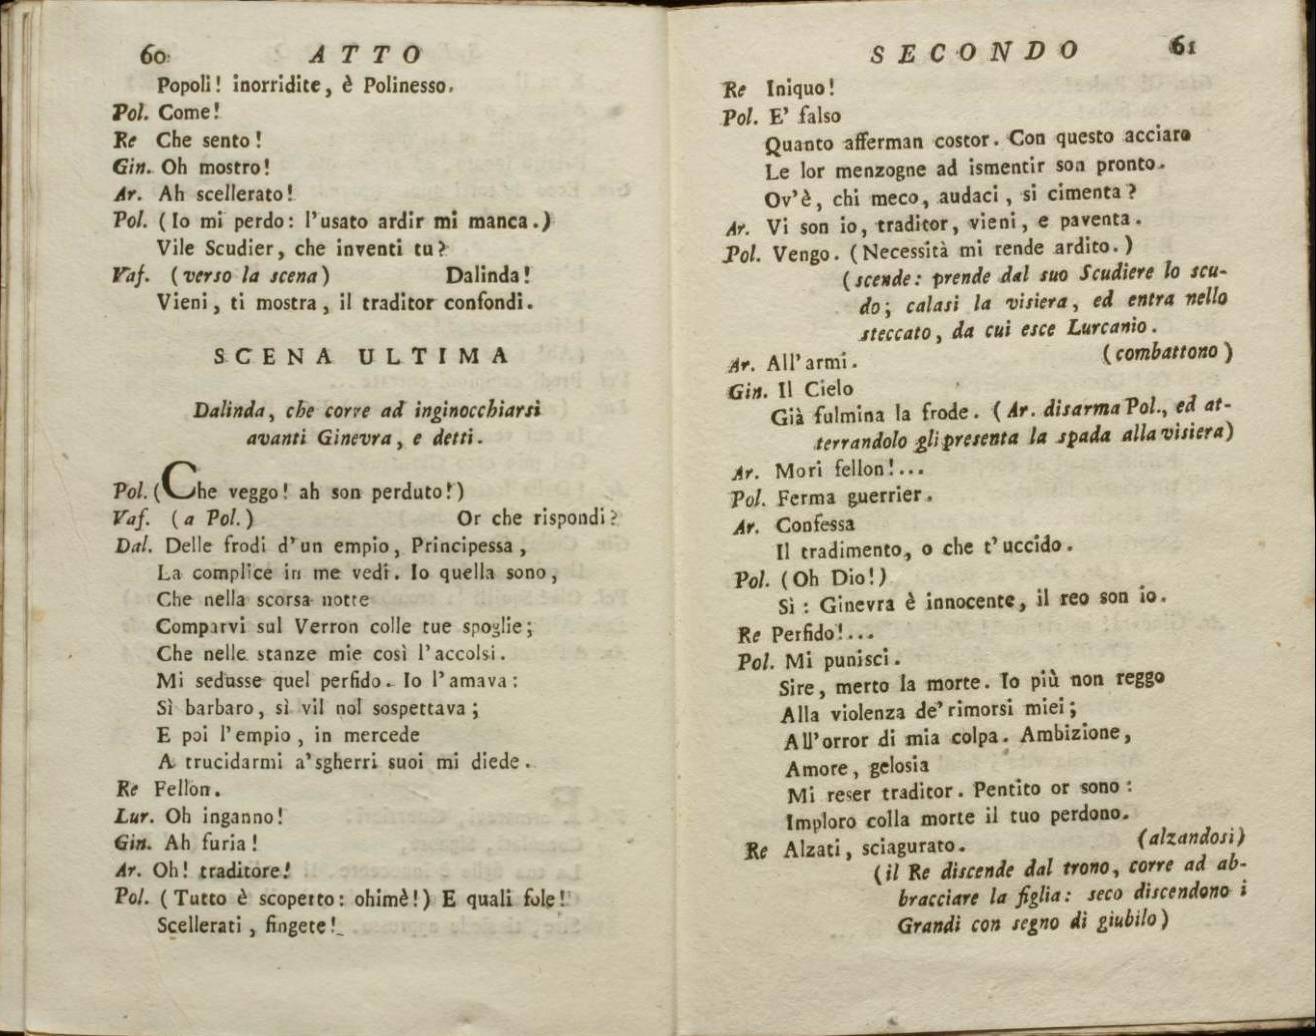 60
ATTO
Popoli! inorridite, è Polinesso.
Pol. Come!
Re Che sento!
Gin. Oh mostro!
Ar. Ah scellerato!
Pol. (Io mi perdo: l'usato ardir mi manca.)
Vile Scudier, che inventi tu?
Vaf. (verso la scena) Dalinda!
Vieni, ti mostra, il traditor confondi.
SCENA ULTIMA
Dalinda, che corre ad inginocchiarsi
avanti Ginevra, e detti.
Pol. (Che veggo! ah son perduto!)
Vaf. (a Pol.) Or che rispondi?
Dal. Delle frodi d'un empio, Principessa,
La complice in me vedi. Io quella sono,
Che nella scorsa notte
Comparvi sul Verron colle tue spoglie;
Che nelle stanze mie così l'accolsi.
Mi sedusse quel perfido. Io l'amava:
Sì barbaro, sì vil nol sospettava;
E poi l'empio, in mercede
A trucidarmi a'sgherri suoi mi diede.
Re Fellon.
Lur. Oh inganno!
Gin. Ah furia!
Ar. Oh! traditore!
Pol. (Tutto è scoperto: ohimè!) E quali fole!
Scellerati, fingete!
SECONDO
61
Re Iniquo!
Pol. E' falso
Quanto afferman costor. Con questo acciaro
Le lor menzogne ad ismentir son pronto.
Ov'è, chi meco, audaci, si cimenta?
Ar. Vi son io, traditor, vieni, e paventa.
Pol. Vengo. (Necessità mi rende ardito.)
(scende: prende dal suo Scudiere lo scu-
do; calasi la visiera, ed entra nello
steccato, da cui esce Lurcanio.
Ar. All'armi. (combattono)
Gin. Il Cielo
Già fulmina la frode. (Ar. disarma Pol., ed at-
terrandolo gli presenta la spada alla visiera)
Ar. Mori fellon!...
Pol. Ferma guerrier.
Ar. Confessa
Il tradimento, o che t'uccido.
Pol. (Oh Dio!)
Sì: Ginevra è innocente, il reo son io.
Re Perfido!...
Pol. Mi punisci.
Sire, merto la morte. Io più non reggo
Alla violenza de'rimorsi miei;
All'orror di mia colpa. Ambizione,
Amore, gelosia
Mi reser traditor. Pentito or sono:
Imploro colla morte il tuo perdono.
Re Alzati, sciagurato. (alzandosi)
(il Re discende dal trono, corre ad ab-
bracciare la figlia: seco discendono i
Grandi con segno di giubilo)